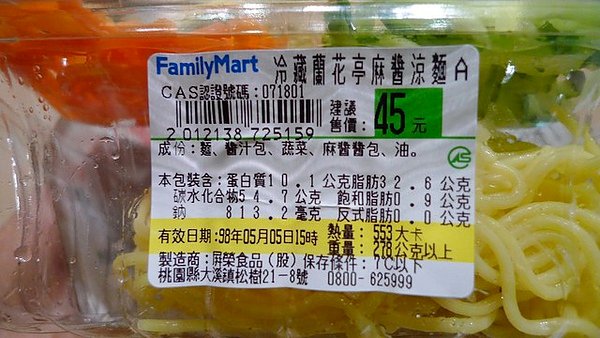 FamilyMart 冷藏蘭花亭麻醬涼麵 A
CAS認證號碼:071801
建議售價: 45元
2 012138 725159
成份:麵、醬汁包、蔬菜、麻醬醬包、油。
本包裝含:蛋白質10.1公克脂肪32.6公克
碳水化合物54.7公克 飽和脂肪0.9公克
鈉 813.2毫克 反式脂肪0.0公克
有效日期:98年05月05日15時 熱量:553大卡
重量:278公克以上
製造商:屏榮食品(股)保存條件:7C以下
桃園縣大溪鎮松樹21-8號 0800-625999